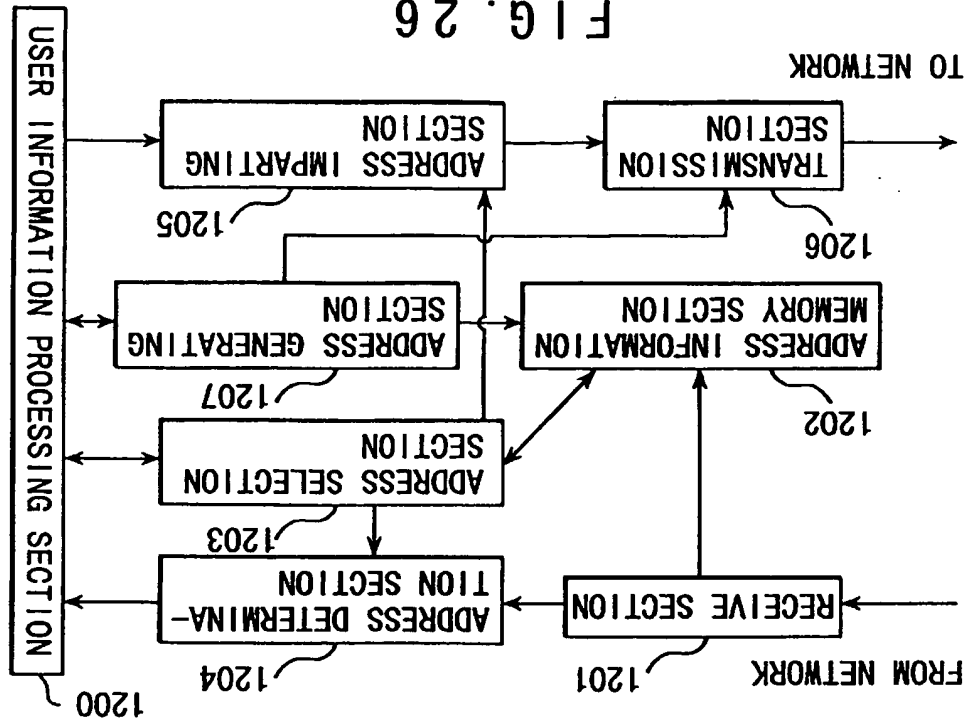 FROM NETWORK
1201
RECEIVE SECTION
1204
ADDRESS DETERMINA-
TION SECTION
1200
USER INFORMATION PROCESSING SECTION
1203
ADDRESS SELECTION
SECTION
1202
ADDRESS INFORMATION
MEMORY SECTION
1207
ADDRESS GENERATING
SECTION
1206
TRANSMISSION
SECTION
1205
ADDRESS IMPARTING
SECTION
TO NETWORK
FIG. 26